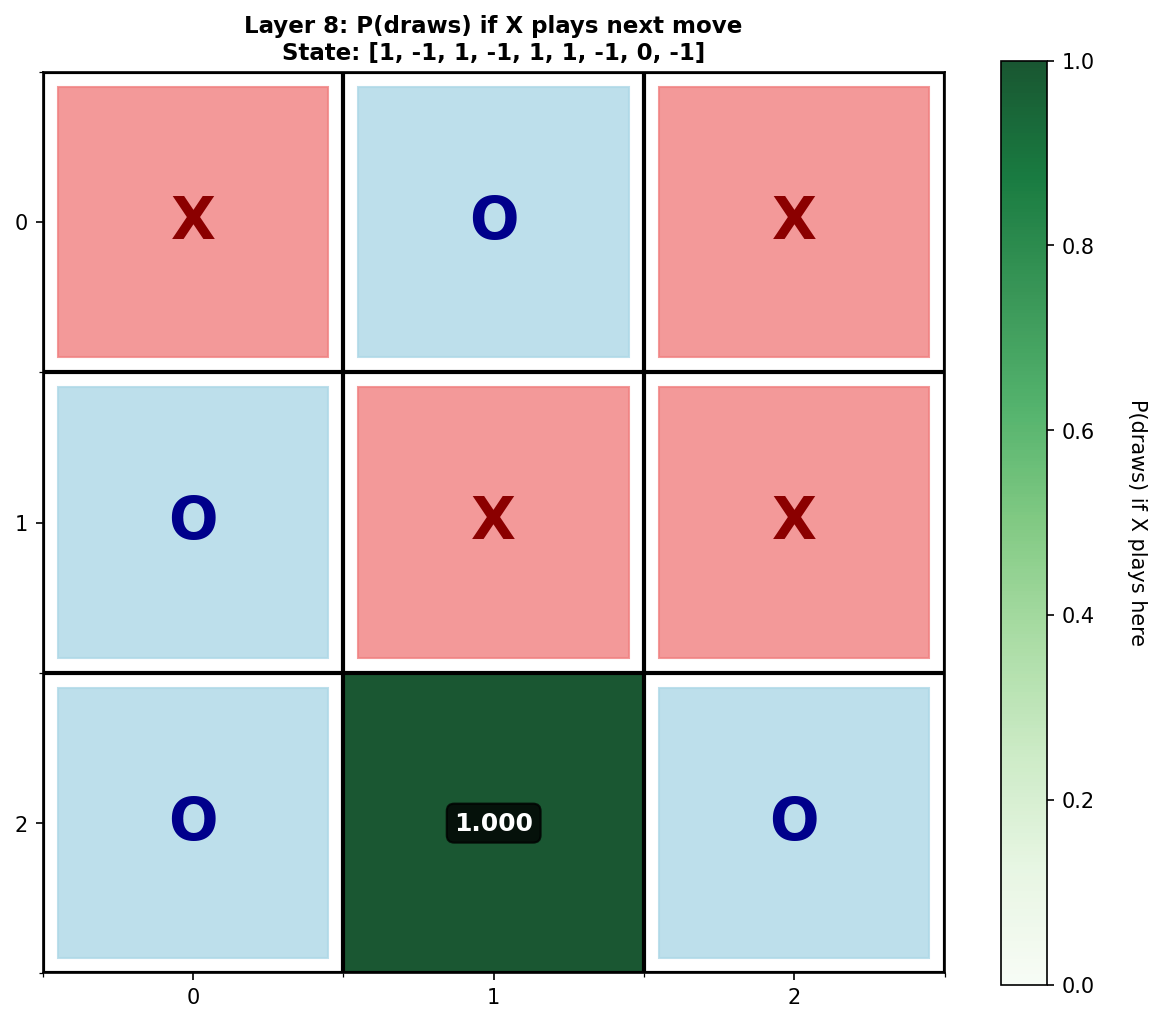 Layer 8: P(draws) if X plays next move
State: [1, -1, 1, -1, 1, 1, -1, 0, -1]
X
O
X
O
X
X
O
1.000
O
0
1
2
0
1
2
1.0
0.8
0.6
0.4
0.2
0.0
P(draws) if X plays here